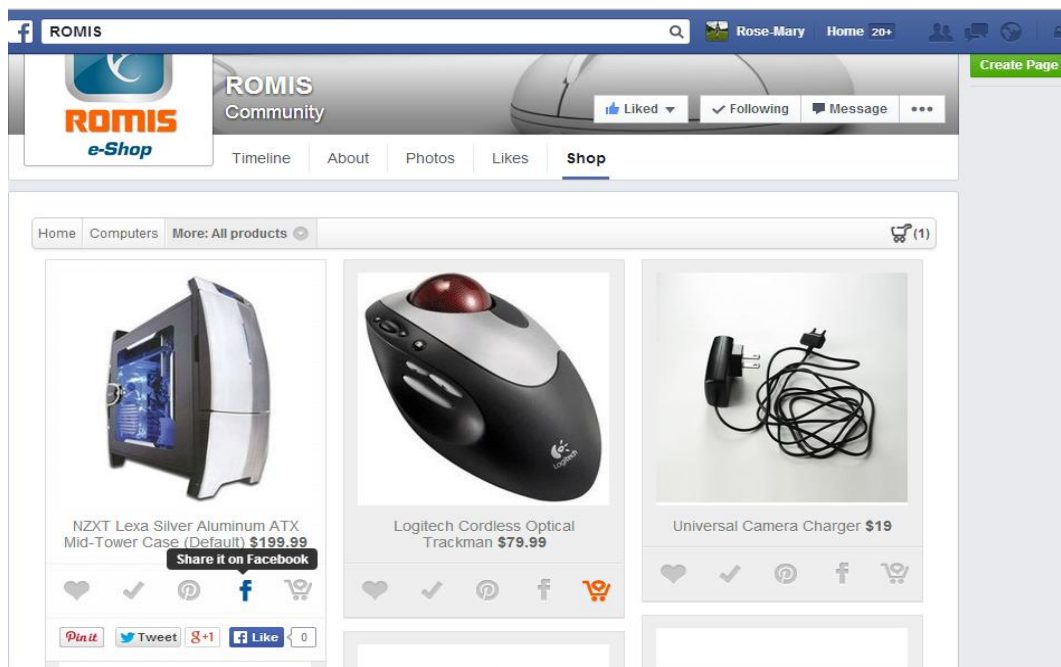 ROMIS
Rose-Mary
Home 20+
Create Page
ROMIS
e-Shop
ROMIS
Community
Liked
Following
Message
Timeline
About
Photos
Likes
Shop
Home
Computers
More: All products
(1)
Logitech
NZXT Lexa Silver Aluminum ATX
Mid-Tower Case (Default) $199.99
Share it on Facebook
Pin it
Tweet
g+1
Like
0
Logitech Cordless Optical
Trackman $79.99
Universal Camera Charger $19